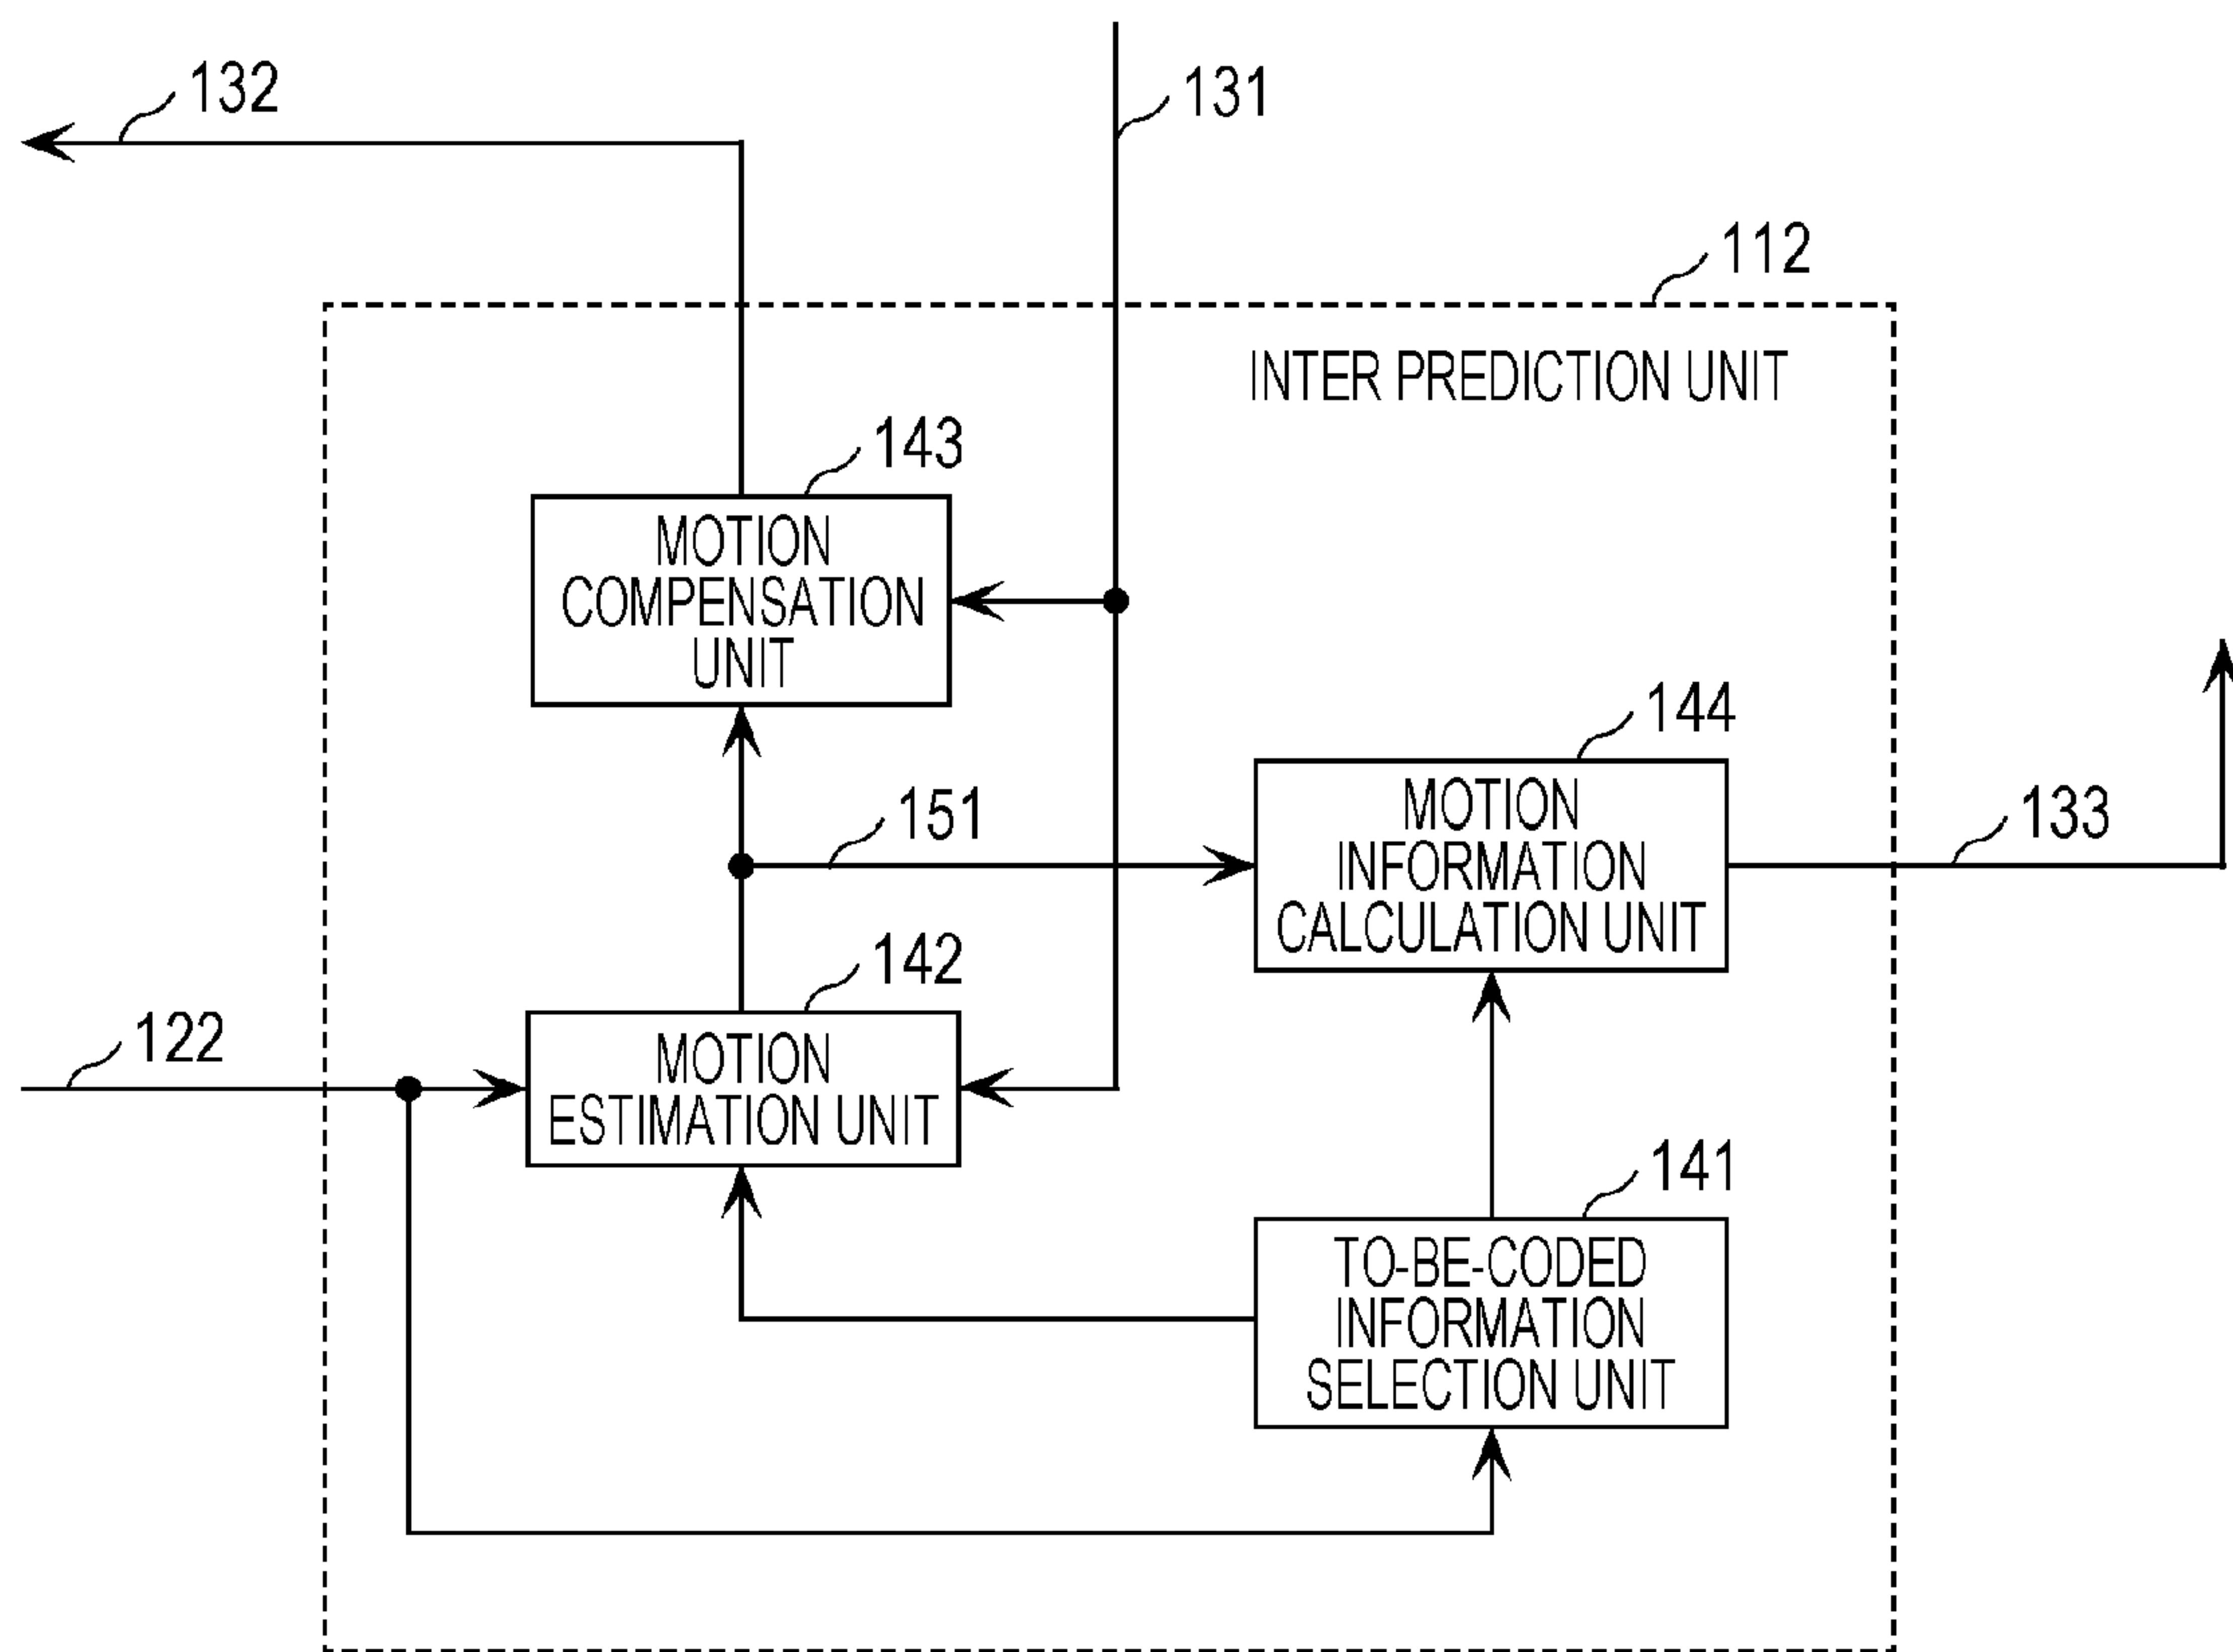 132
131
112
INTER PREDICTION UNIT
143
MOTION
COMPENSATION
UNIT
144
MOTION
INFORMATION
CALCULATION UNIT
151
133
142
MOTION
ESTIMATION UNIT
122
141
TO-BE-CODED
INFORMATION
SELECTION UNIT